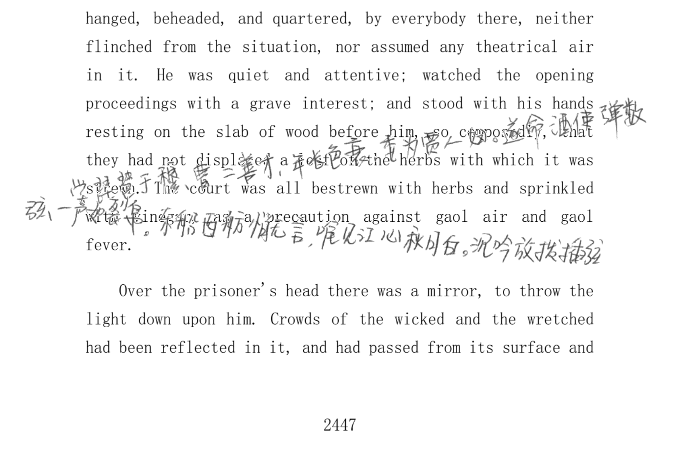 hanged, beheaded, and quartered, by everybody there, neither
flinched from the situation, nor assumed any theatrical air
in it. He was quiet and attentive; watched the opening
proceedings with a grave interest; and stood with his hands
resting on the slab of wood before him, so composedly, that
they had not displaced a leaf of the herbs with which it was
strewn. The court was all bestrewn with herbs and sprinkled
with vinegar, as a precaution against gaol air and gaol
fever.
学琵琶于穆、曹二善才,年长色衰,委为贾人妇。遂命酒使弹数
弦、一声如裂帛。东船西舫悄无言,唯见江心秋月白。沉吟放拨插弦
Over the prisoner's head there was a mirror, to throw the
light down upon him. Crowds of the wicked and the wretched
had been reflected in it, and had passed from its surface and
2447